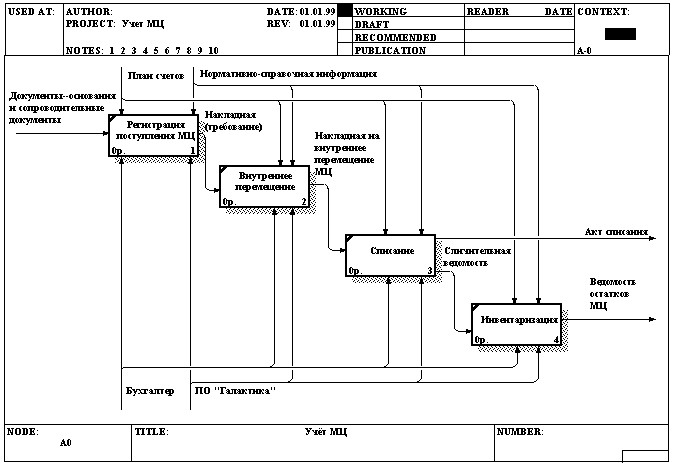 USED AT:
AUTHOR:
DATE: 01.01.99
PROJECT: Учет МЦ
REV: 01.01.99
NOTES: 1 2 3 4 5 6 7 8 9 10
WORKING
DRAFT
RECOMMENDED
PUBLICATION
READER
DATE
CONTEXT:
A-0
План счетов
Нормативно-справочная информация
Документы--основания
и сопроводительные
документы
Регистрация
поступления МЦ
0р.
1
Накладная
(требование)
Внутреннее
перемещение
0р.
2
Накладная на
внутреннее
перемещение
МЦ
Списание
0р.
3
Акт списания
Сличительная
ведомость
Инвентаризация
0р.
4
Ведомость
остатков
МЦ
Бухгалтер
ПО "Галактика"
NODE:
A0
TITLE:
Учёт МЦ
NUMBER: